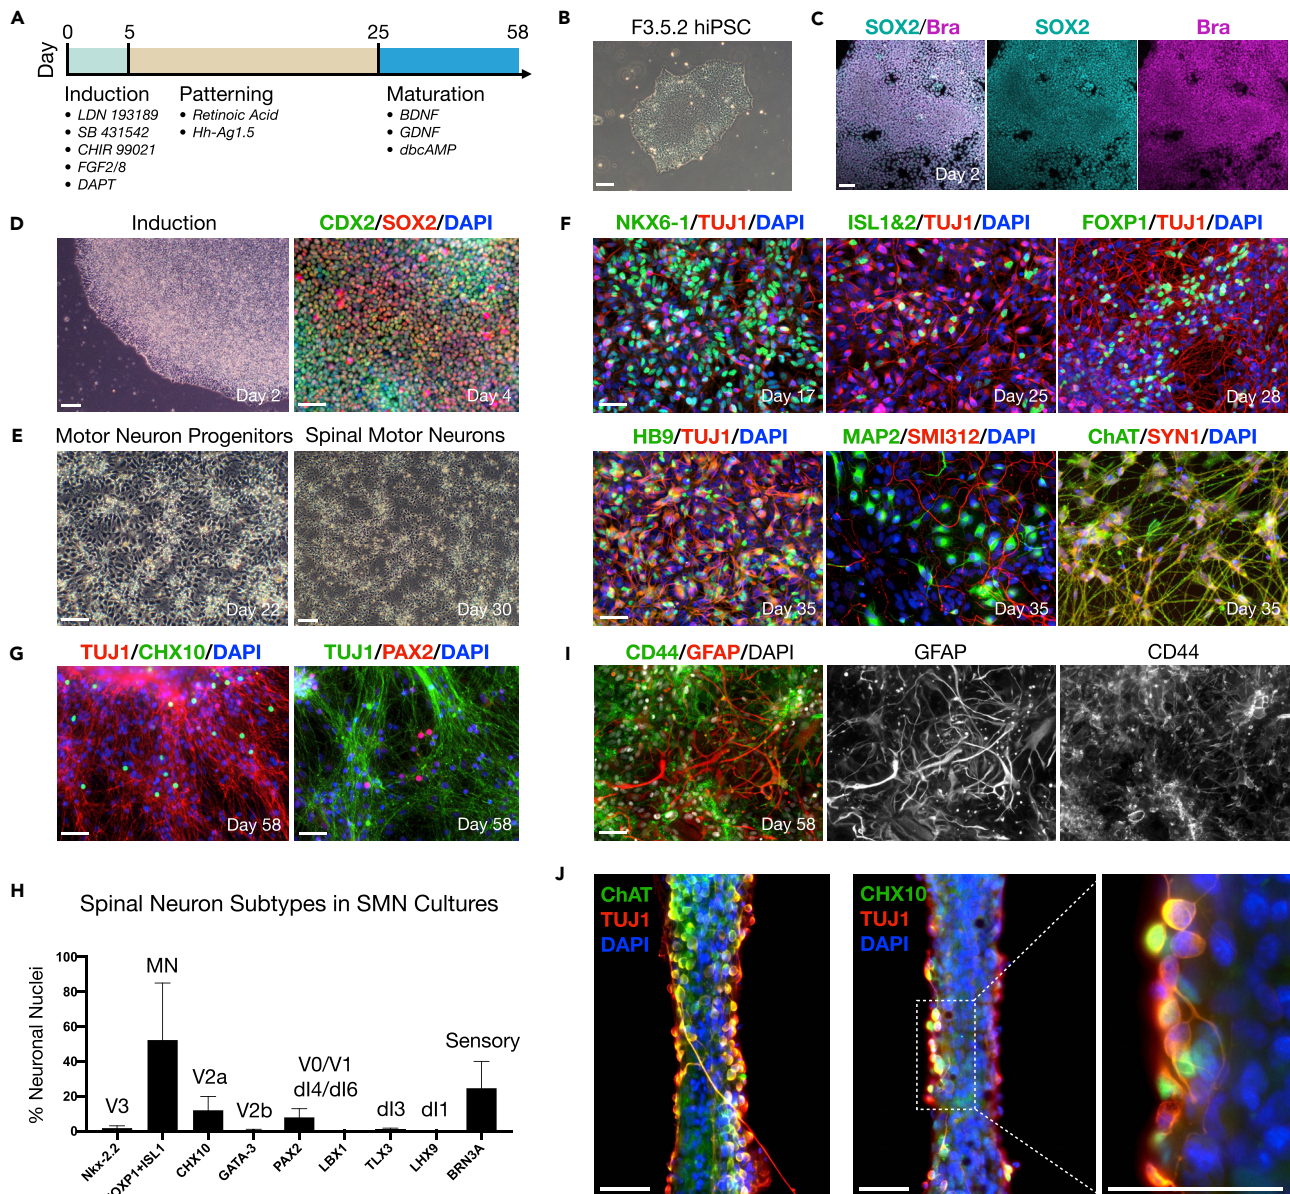 A
0 5 25 58
Day
Induction
• LDN 193189
• SB 431542
• CHIR 99021
• FGF2/8
• DAPT
Patterning
• Retinoic Acid
• Hh-Ag1.5
Maturation
• BDNF
• GDNF
• dbcAMP
B
F3.5.2 hiPSC
C
SOX2/Bra
SOX2
Bra
Day 2
D
Induction
CDX2/SOX2/DAPI
Day 2
Day 4
E
Motor Neuron Progenitors
Spinal Motor Neurons
Day 22
Day 30
F
NKX6-1/TUJ1/DAPI
ISL1&2/TUJ1/DAPI
FOXP1/TUJ1/DAPI
Day 17
Day 25
Day 28
HB9/TUJ1/DAPI
MAP2/SMI312/DAPI
ChAT/SYN1/DAPI
Day 35
Day 35
Day 35
G
TUJ1/CHX10/DAPI
TUJ1/PAX2/DAPI
Day 58
Day 58
H
Spinal Neuron Subtypes in SMN Cultures
% Neuronal Nuclei
100
80
60
40
20
0
V3
MN
V2a
V2b
V0/V1
dI4/dI6
dI3
dI1
Sensory
Nkx-2.2
OXP1+ISL1
CHX10
GATA-3
PAX2
LBX1
TLX3
LHX9
BRN3A
I
CD44/GFAP/DAPI
GFAP
CD44
Day 58
J
ChAT
TUJ1
DAPI
CHX10
TUJ1
DAPI